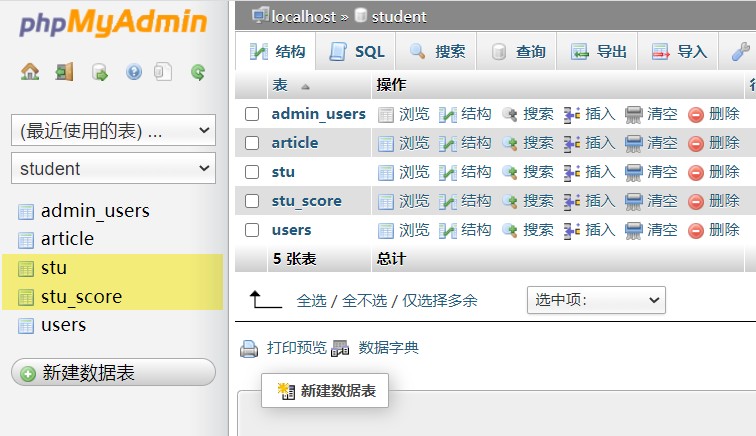 phpMyAdmin
(最近使用的表) ...
student
admin_users
article
stu
stu_score
users
新建数据表
localhost » student
结构 SQL 搜索 查询 导出 导入
表 操作
admin_users 浏览 结构 搜索 插入 清空 删除
article 浏览 结构 搜索 插入 清空 删除
stu 浏览 结构 搜索 插入 清空 删除
stu_score 浏览 结构 搜索 插入 清空 删除
users 浏览 结构 搜索 插入 清空 删除
5 张表 总计
全选 / 全不选 / 仅选择多余 选中项:
打印预览 数据字典
新建数据表